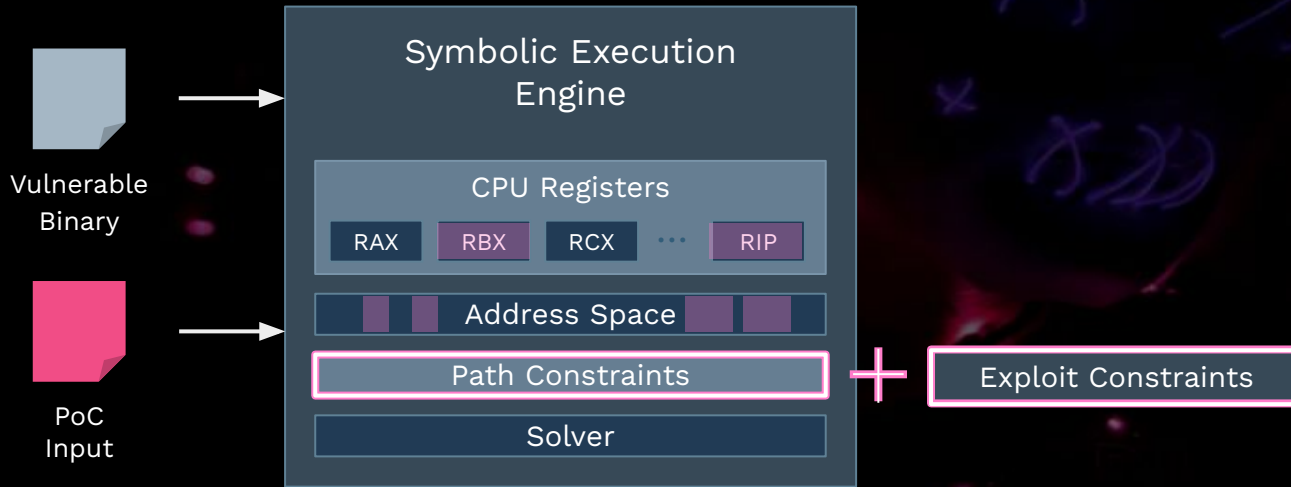 Symbolic Execution
Engine
Vulnerable
Binary
CPU Registers
RAX RBX RCX ... RIP
Address Space
Path Constraints
Exploit Constraints
PoC
Input
Solver